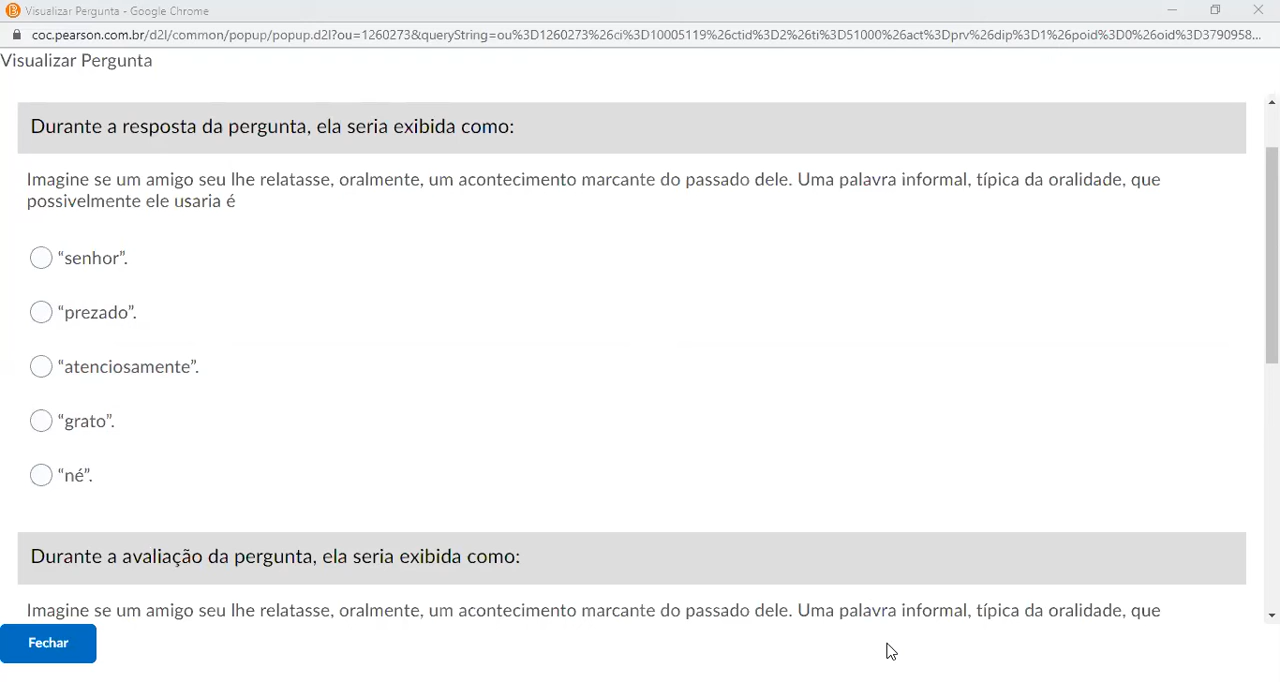 Visualizar Pergunta - Google Chrome
coc.pearson.com.br/d2l/common/popup/popup.d2l?ou=1260273&queryString=ou%3D1260273%26ci%3D10005119%26ctid%3D2%26ti%3D51000%26act%3Dprv%26dip%3D1%26poid%3D0%26oid%3D3790958...
Visualizar Pergunta
Durante a resposta da pergunta, ela seria exibida como:
Imagine se um amigo seu lhe relatasse, oralmente, um acontecimento marcante do passado dele. Uma palavra informal, típica da oralidade, que
possivelmente ele usaria é
“senhor”.
“prezado”.
“atenciosamente”.
“grato”.
“né”.
Durante a avaliação da pergunta, ela seria exibida como:
Imagine se um amigo seu lhe relatasse, oralmente, um acontecimento marcante do passado dele. Uma palavra informal, típica da oralidade, que
Fechar